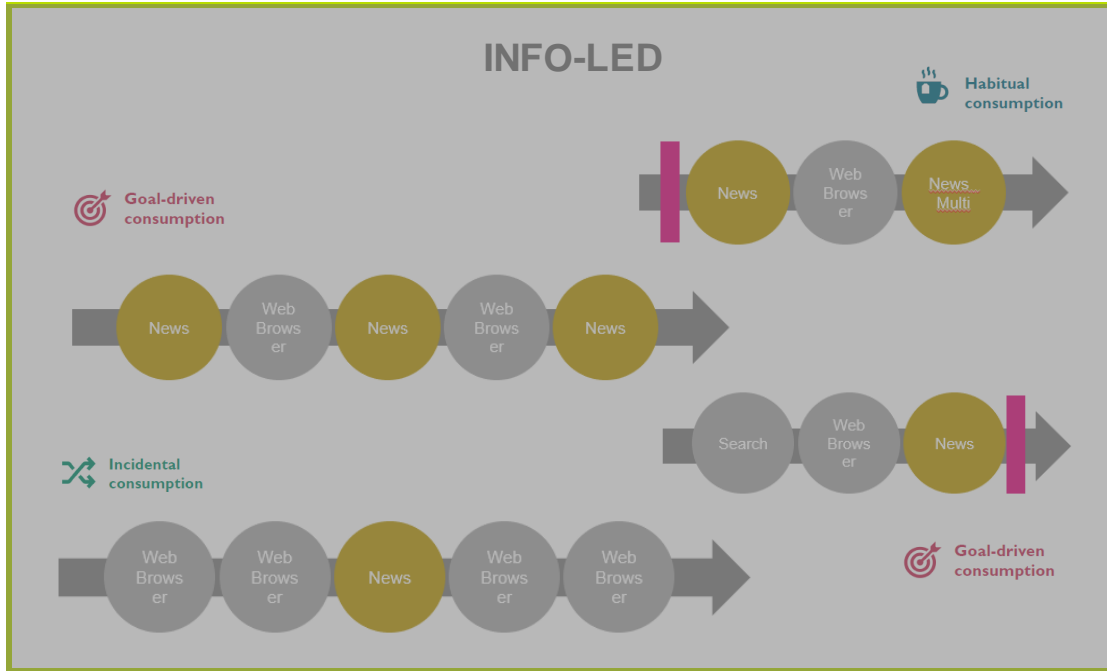 INFO-LED
Habitual
consumption
News
Web
Brows
er
News
Multi
Goal-driven
consumption
News
Web
Brows
er
News
Web
Brows
er
News
Search
Web
Brows
er
News
Goal-driven
consumption
Incidental
consumption
Web
Brows
er
Web
Brows
er
News
Web
Brows
er
Web
Brows
er